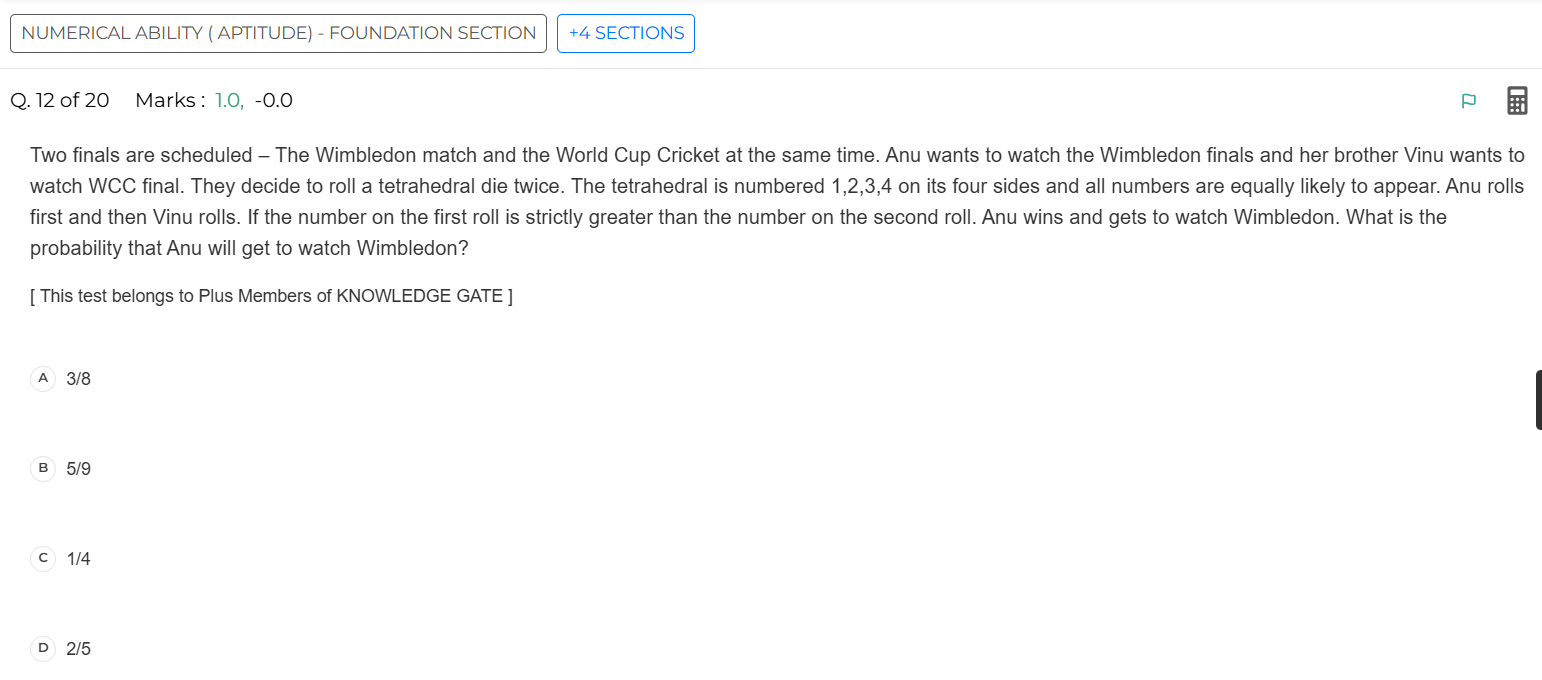 NUMERICAL ABILITY ( APTITUDE) - FOUNDATION SECTION +4 SECTIONS
Q. 12 of 20 Marks : 1.0, -0.0
Two finals are scheduled – The Wimbledon match and the World Cup Cricket at the same time. Anu wants to watch the Wimbledon finals and her brother Vinu wants to
watch WCC final. They decide to roll a tetrahedral die twice. The tetrahedral is numbered 1,2,3,4 on its four sides and all numbers are equally likely to appear. Anu rolls
first and then Vinu rolls. If the number on the first roll is strictly greater than the number on the second roll. Anu wins and gets to watch Wimbledon. What is the
probability that Anu will get to watch Wimbledon?
[ This test belongs to Plus Members of KNOWLEDGE GATE ]
A 3/8
B 5/9
C 1/4
D 2/5